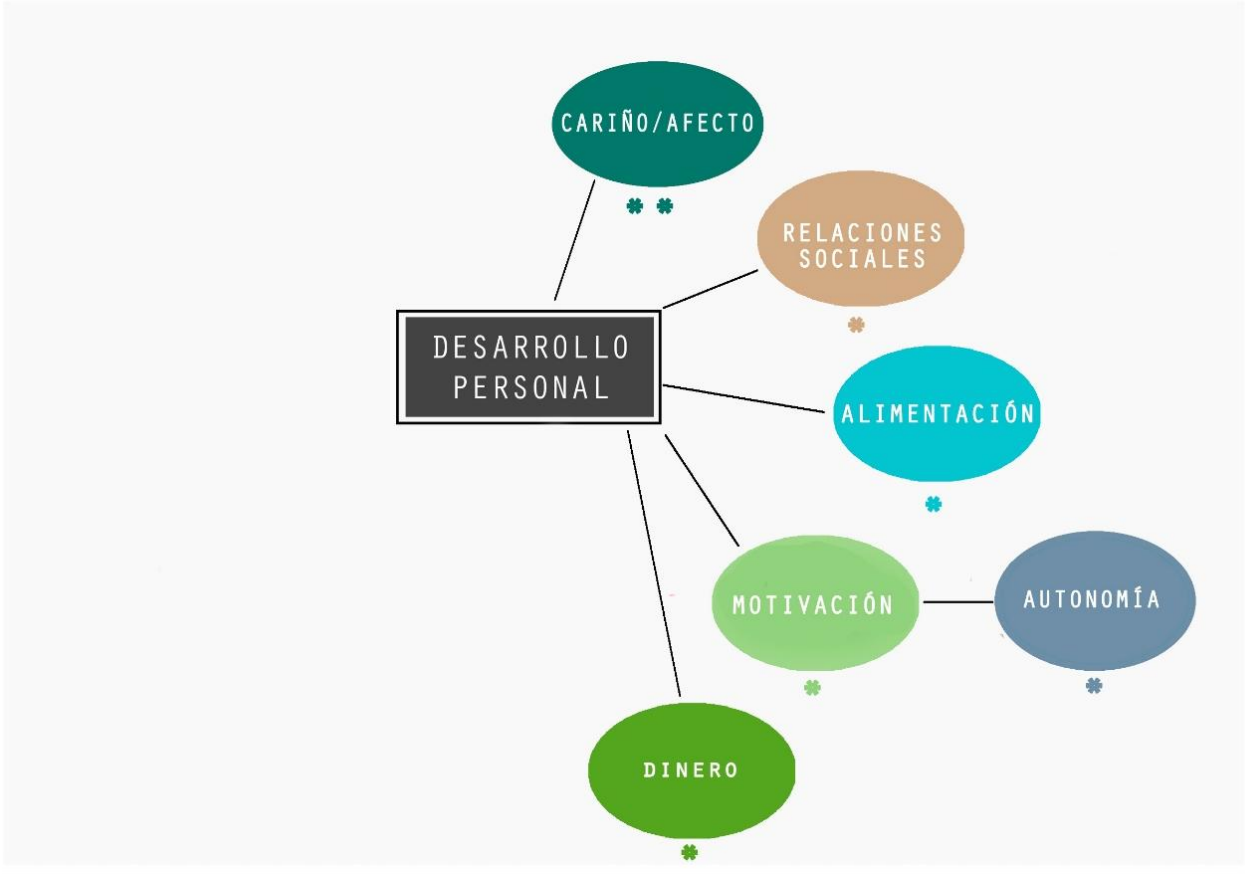 CARIÑO/AFECTO
RELACIONES
SOCIALES
DESARROLLO
PERSONAL
ALIMENTACIÓN
MOTIVACIÓN
AUTONOMÍA
DINERO